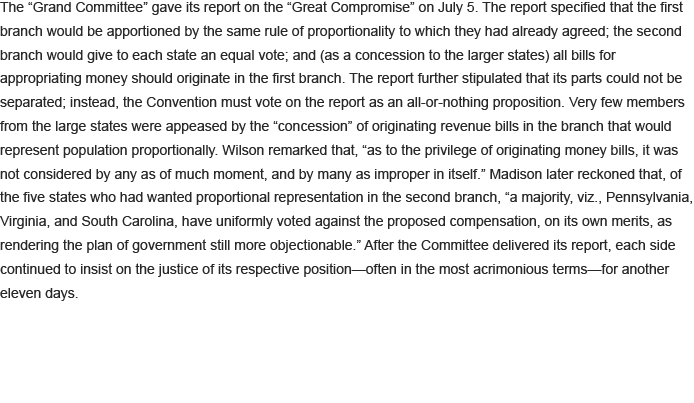 The “Grand Committee” gave its report on the “Great Compromise” on July 5. The report specified that the first
branch would be apportioned by the same rule of proportionality to which they had already agreed; the second
branch would give to each state an equal vote; and (as a concession to the larger states) all bills for
appropriating money should originate in the first branch. The report further stipulated that its parts could not be
separated; instead, the Convention must vote on the report as an all-or-nothing proposition. Very few members
from the large states were appeased by the “concession” of originating revenue bills in the branch that would
represent population proportionally. Wilson remarked that, “as to the privilege of originating money bills, it was
not considered by any as of much moment, and by many as improper in itself.” Madison later reckoned that, of
the five states who had wanted proportional representation in the second branch, “a majority, viz., Pennsylvania,
Virginia, and South Carolina, have uniformly voted against the proposed compensation, on its own merits, as
rendering the plan of government still more objectionable.” After the Committee delivered its report, each side
continued to insist on the justice of its respective position—often in the most acrimonious terms—for another
eleven days.